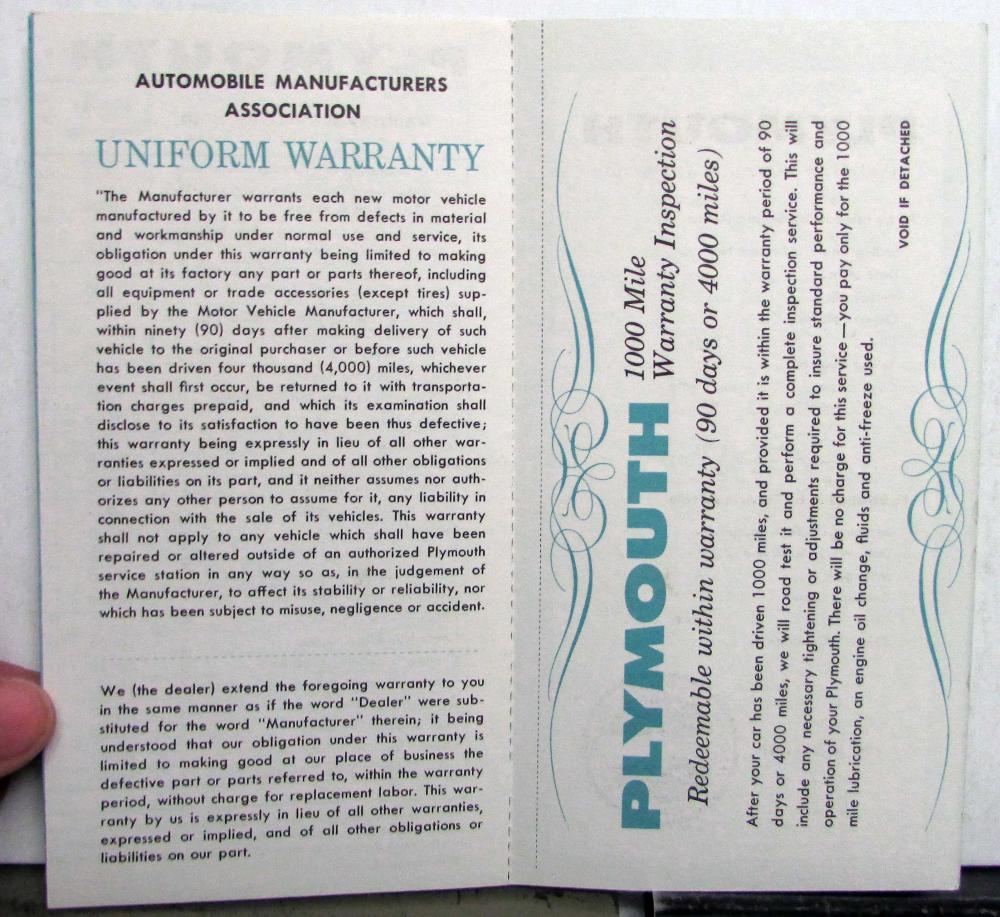 AUTOMOBILE MANUFACTURERS
ASSOCIATION
UNIFORM WARRANTY
"The Manufacturer warrants each new motor vehicle
manufactured by it to be free from defects in material
and workmanship under normal use and service, its
obligation under this warranty being limited to making
good at its factory any part or parts thereof, including
all equipment or trade accessories (except tires) sup-
plied by the Motor Vehicle Manufacturer, which shall,
within ninety (90) days after making delivery of such
vehicle to the original purchaser or before such vehicle
has been driven four thousand (4,000) miles, whichever
event shall first occur, be returned to it with transporta-
tion charges prepaid, and which its examination shall
disclose to its satisfaction to have been thus defective;
this warranty being expressly in lieu of all other war-
ranties expressed or implied and of all other obligations
or liabilities on its part, and it neither assumes nor auth-
orizes any other person to assume for it, any liability in
connection with the sale of its vehicles. This warranty
shall not apply to any vehicle which shall have been
repaired or altered outside of an authorized Plymouth
service station in any way so as, in the judgement of
the Manufacturer, to affect its stability or reliability, nor
which has been subject to misuse, negligence or accident.
We (the dealer) extend the foregoing warranty to you
in the same manner as if the word "Dealer" were sub-
stituted for the word "Manufacturer" therein; it being
understood that our obligation under this warranty is
limited to making good at our place of business the
defective part or parts referred to, within the warranty
period, without charge for replacement labor. This war-
ranty by us is expressly in lieu of all other warranties,
expressed or implied, and of all other obligations or
liabilities on our part.
PLYMOUTH 1000 Mile
Warranty Inspection
Redeemable within warranty (90 days or 4000 miles)
After your car has been driven 1000 miles, and provided it is within the warranty period of 90
days or 4000 miles, we will road test it and perform a complete inspection service. This will
include any necessary tightening or adjustments required to insure standard performance and
operation of your Plymouth. There will be no charge for this service — you pay only for the 1000
mile lubrication, an engine oil change, fluids and anti-freeze used.
VOID IF DETACHED